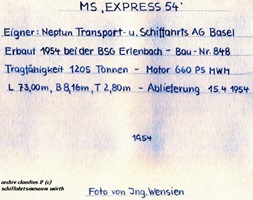 MS „EXPRESS 54"
Eigner: Neptun Transport- u. Schiffahrts AG Basel
Erbaut 1954 bei der BSG Erlenbach - Bau-Nr. 848
Tragfähigkeit 1205 Tonnen - Motor 660 PS MWM
L 73,00m, B 8,16m, T 2,80m - Ablieferung 15.4 1954
1954
archiv claudius P (c)
schiffahrtsmuseum wörth
Foto von Ing. Wensien